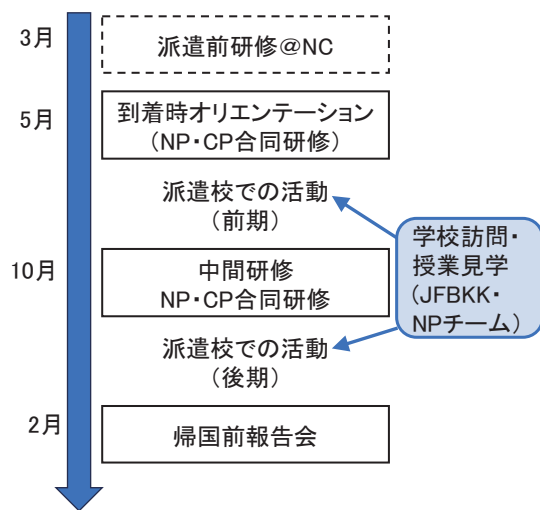 3月
派遣前研修@NC
5月
到着時オリエンテーション
(NP・CP合同研修)
派遣校での活動
(前期)
学校訪問・
授業見学
(JFBKK・
NPチーム)
10月
中間研修
NP・CP合同研修
派遣校での活動
(後期)
2月
帰国前報告会